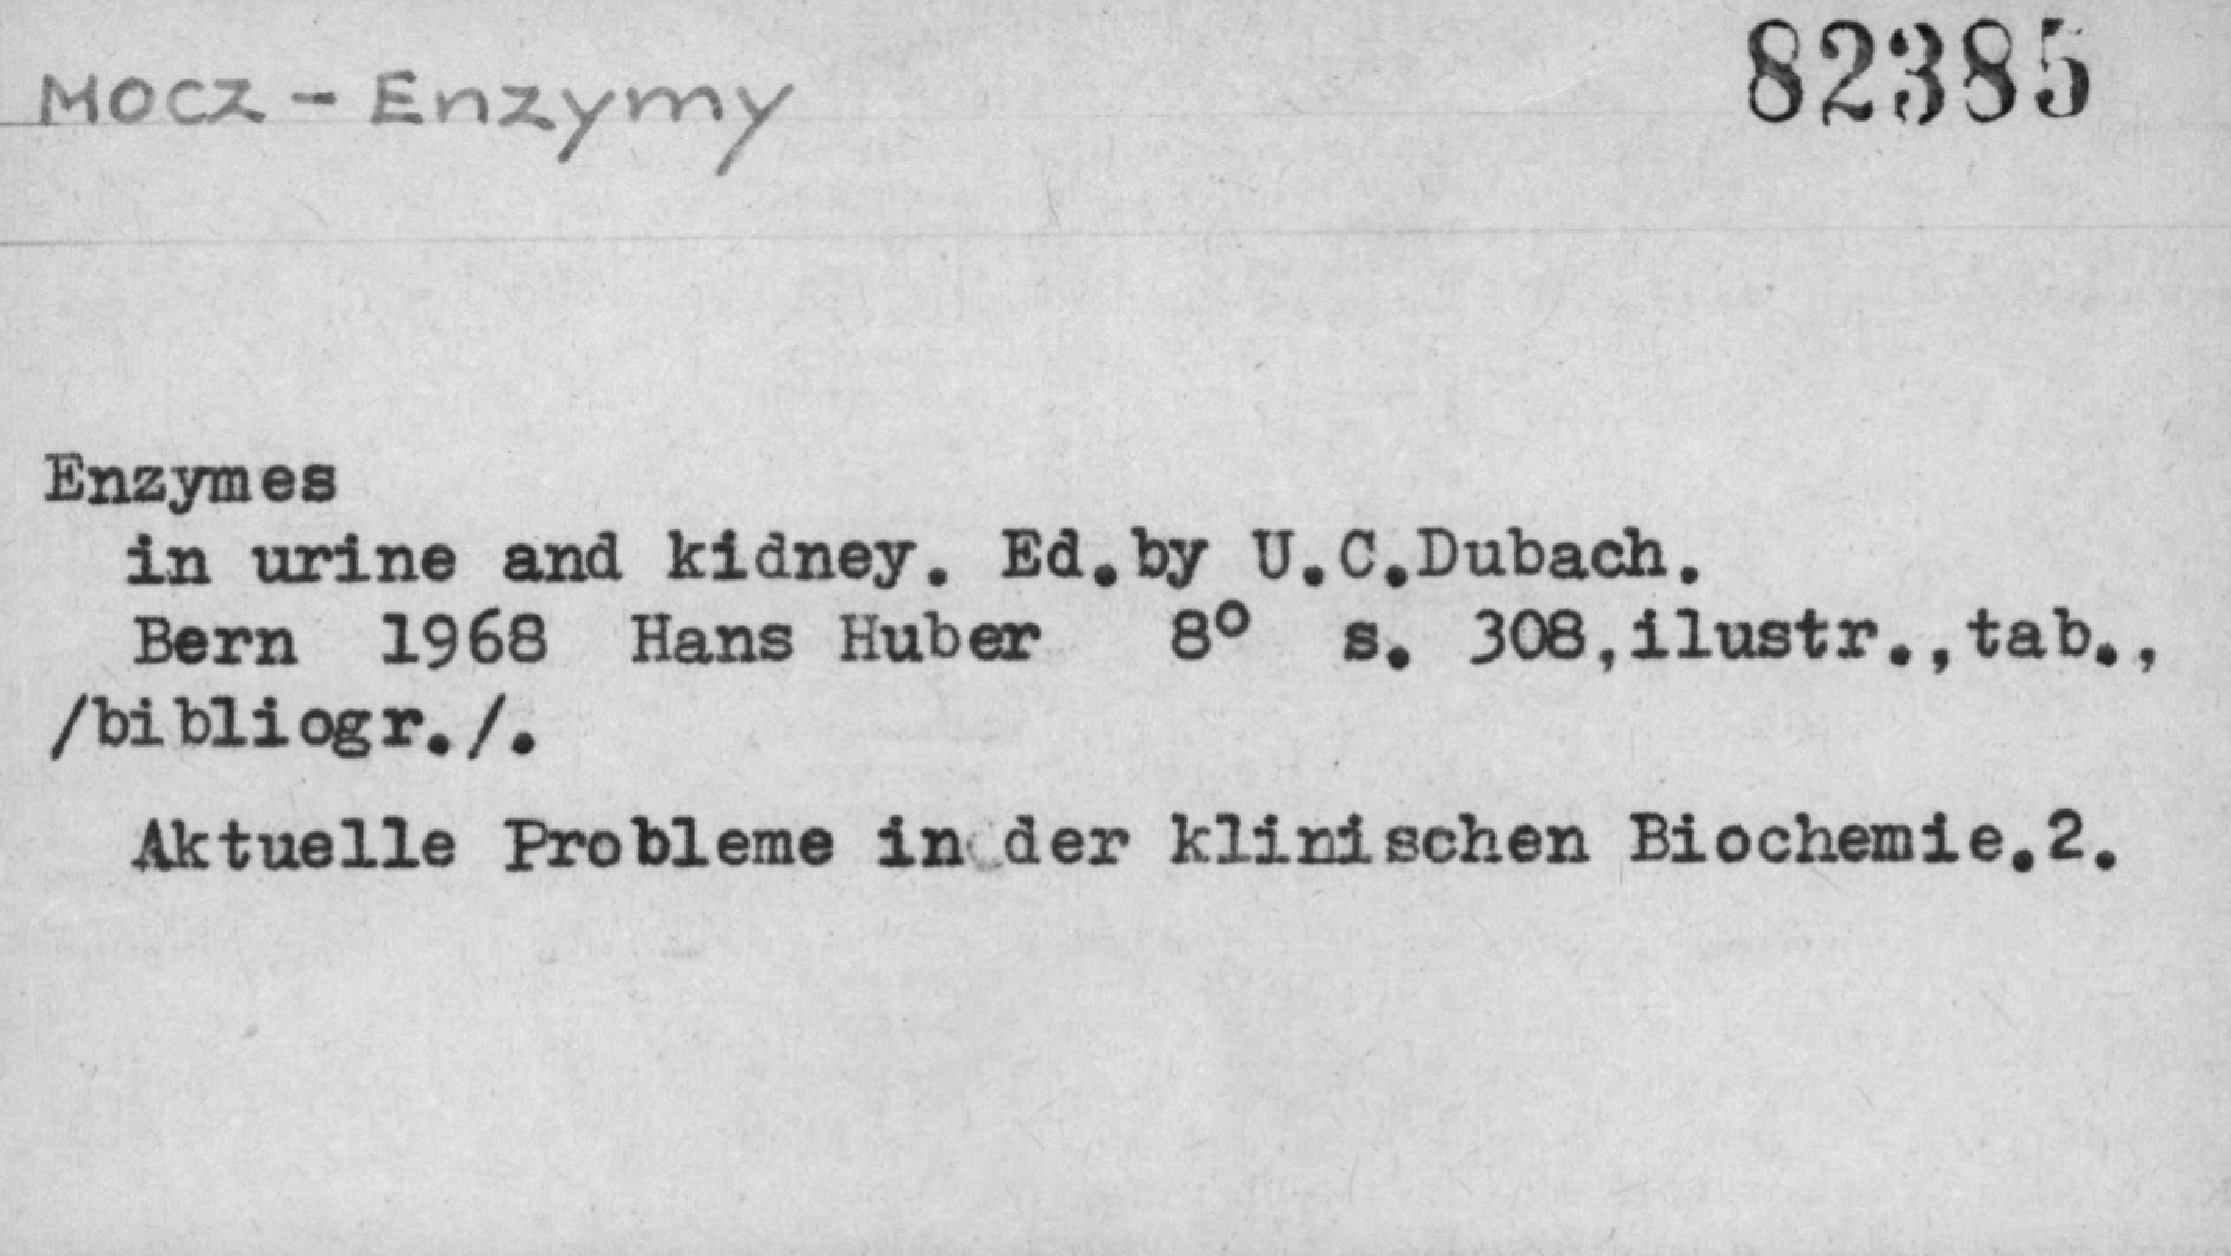 MOCZ - Enzymy
82385
Enzymes
in urine and kidney. Ed.by U.C.Dubach.
Bern 1968 Hans Huber 8° s. 308,ilustr.,tab.,
/bibliogr./.
Aktuelle Probleme in der klinischen Biochemie.2.